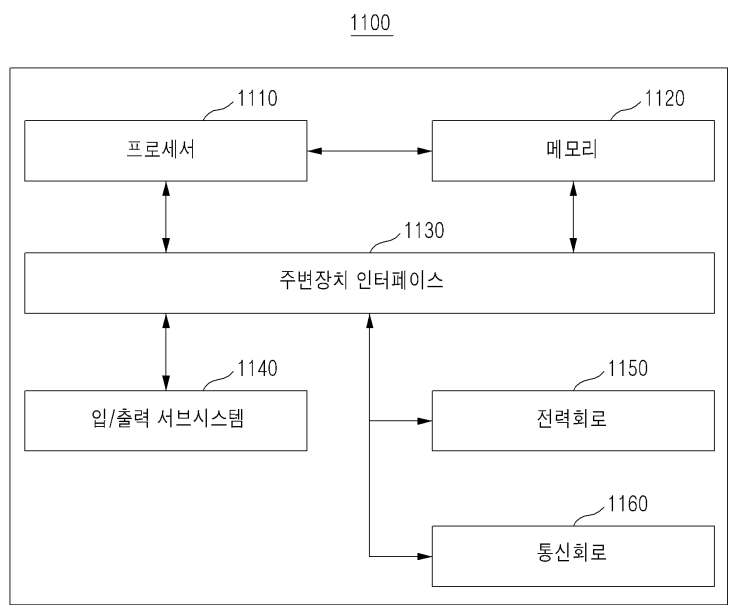 1100
1110
1120
프로세서
메모리
1130
주변장치 인터페이스
1140
1150
입/출력 서브시스템
전력회로
1160
통신회로